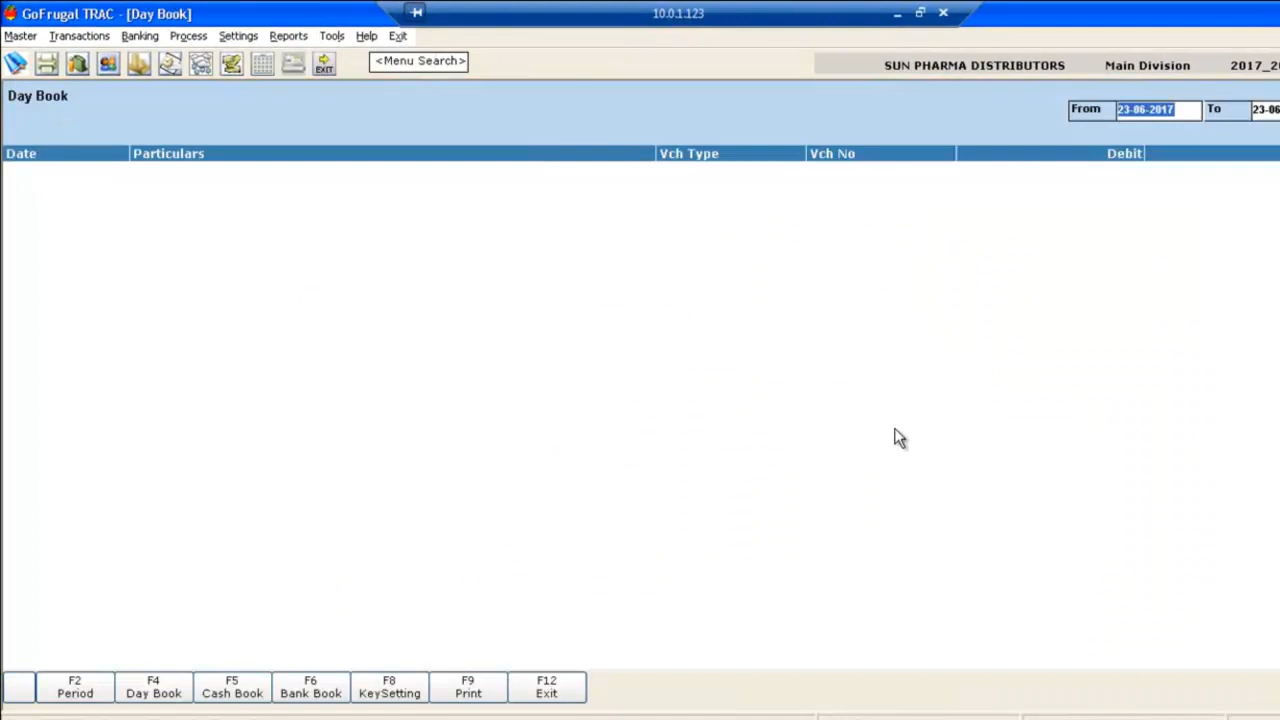 GoFrugal TRAC - [Day Book]
10.0.1.123
Master Transactions Banking Process Settings Reports Tools Help Exit
EXIT
<Menu Search>
SUN PHARMA DISTRIBUTORS Main Division 2017_2
Day Book
From 23-06-2017 To 23-06
Date Particulars Vch Type Vch No Debit
F2 F4 F5 F6 F8 F9 F12
Period Day Book Cash Book Bank Book KeySetting Print Exit